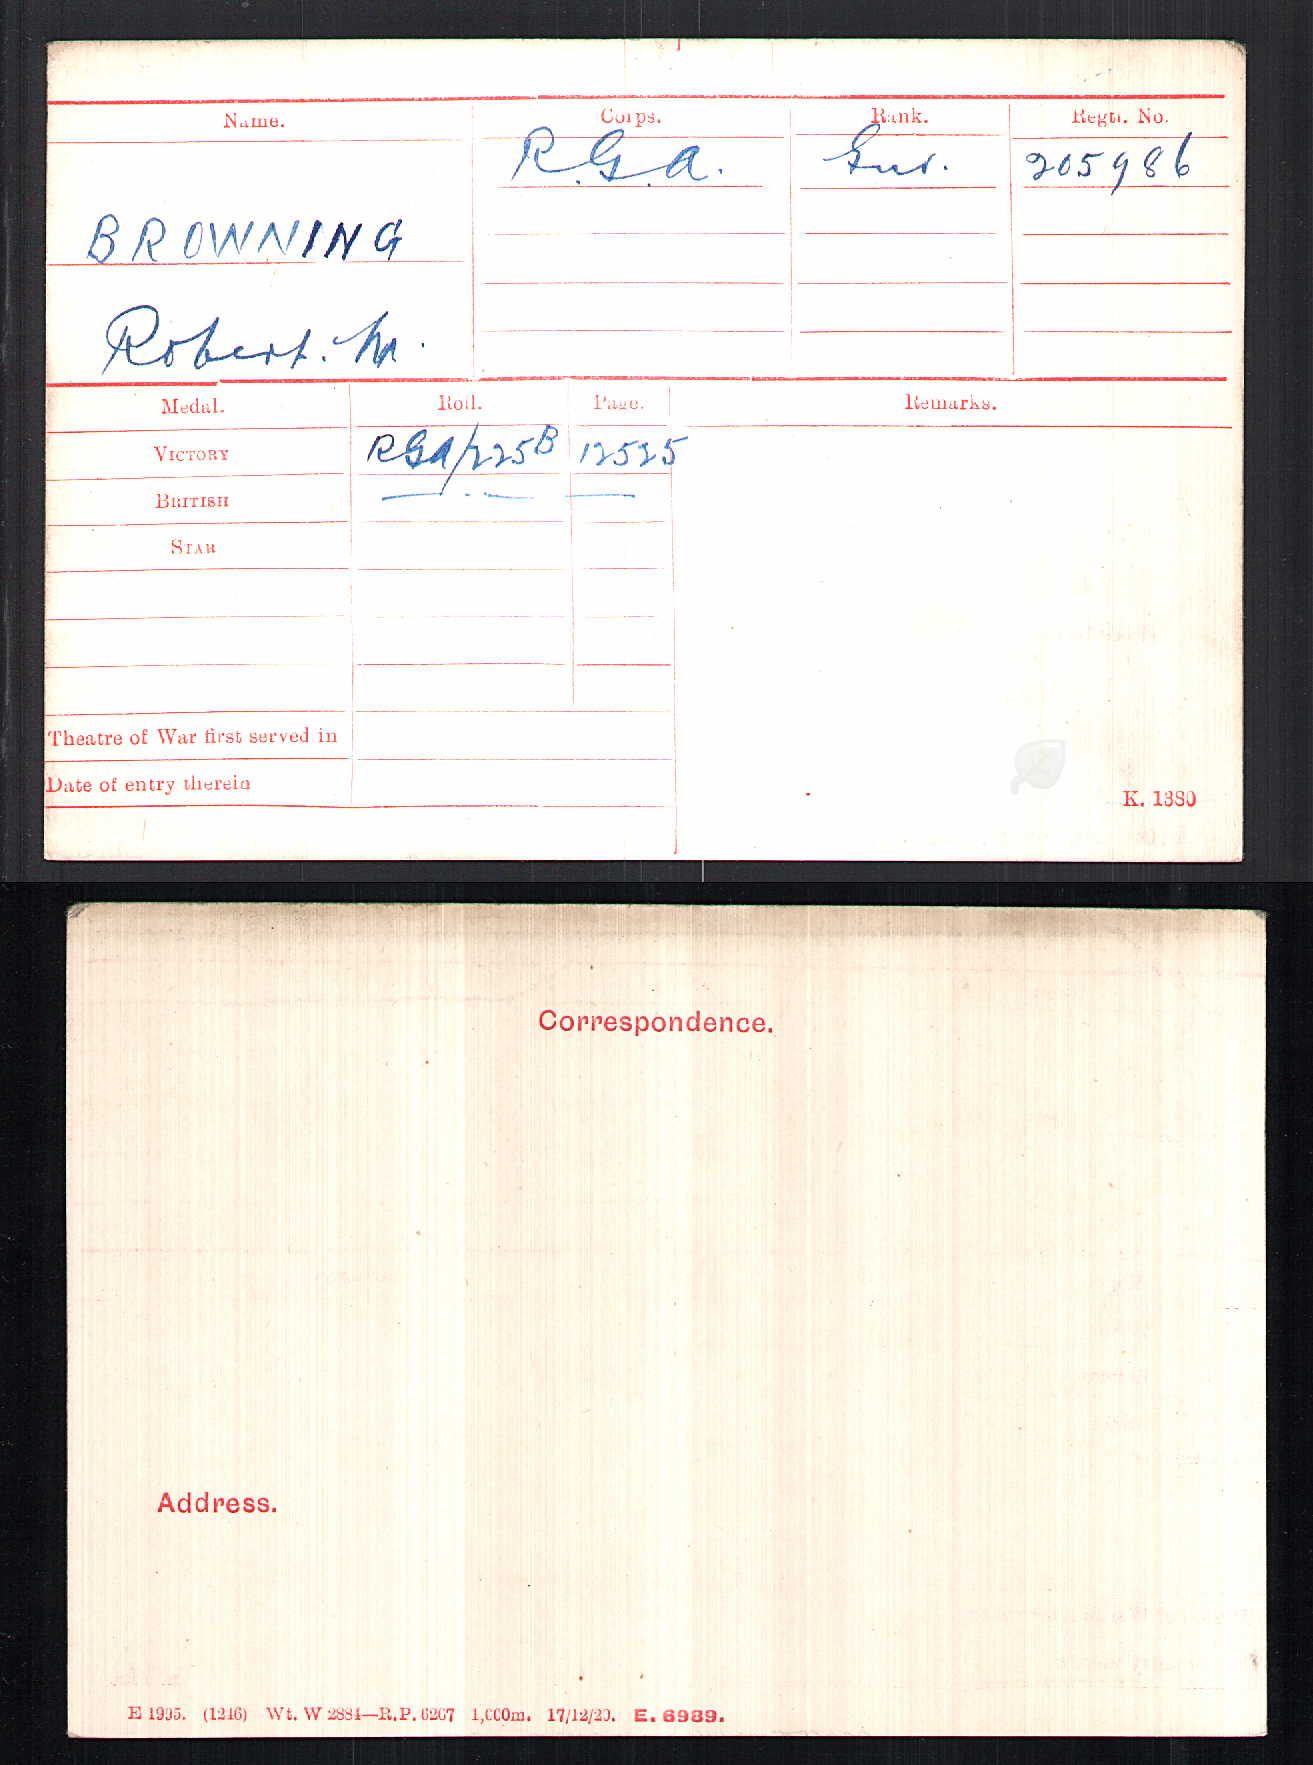 Name. Corps. Rank. Regtl. No.
R.G.A. Gnr. 205986
BROWNING
Robert. M.
Medal. Roll. Page. Remarks.
VICTORY RGA/225B 12525
BRITISH —— - - —— ——
STAR
Theatre of War first served in
Date of entry therein
K. 1380
Correspondence.
Address.
E 1995. (1246) Wt. W 2884—R.P. 6267 1,000m. 17/12/20. E. 6989.